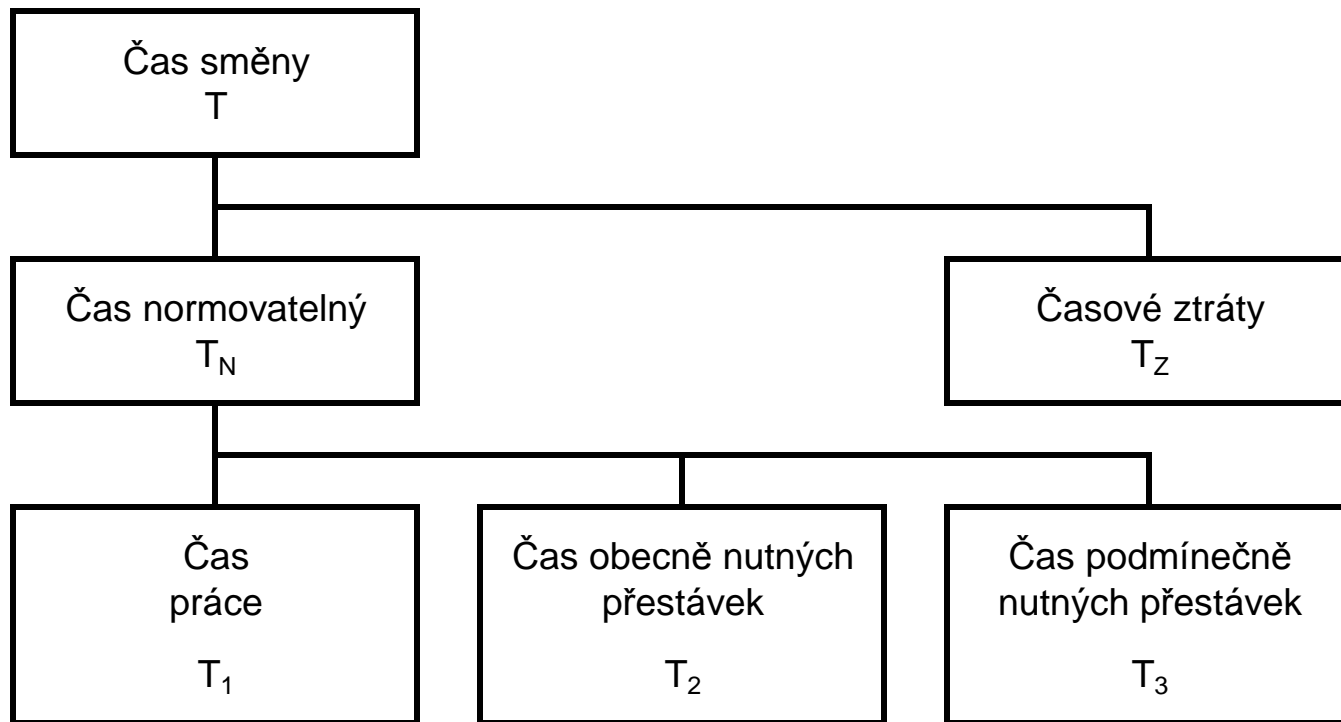 Čas směny
T
Čas normovatelný
T_N
Časové ztráty
T_Z
Čas
práce
T_1
Čas obecně nutných
přestávek
T_2
Čas podmínečně
nutných přestávek
T_3